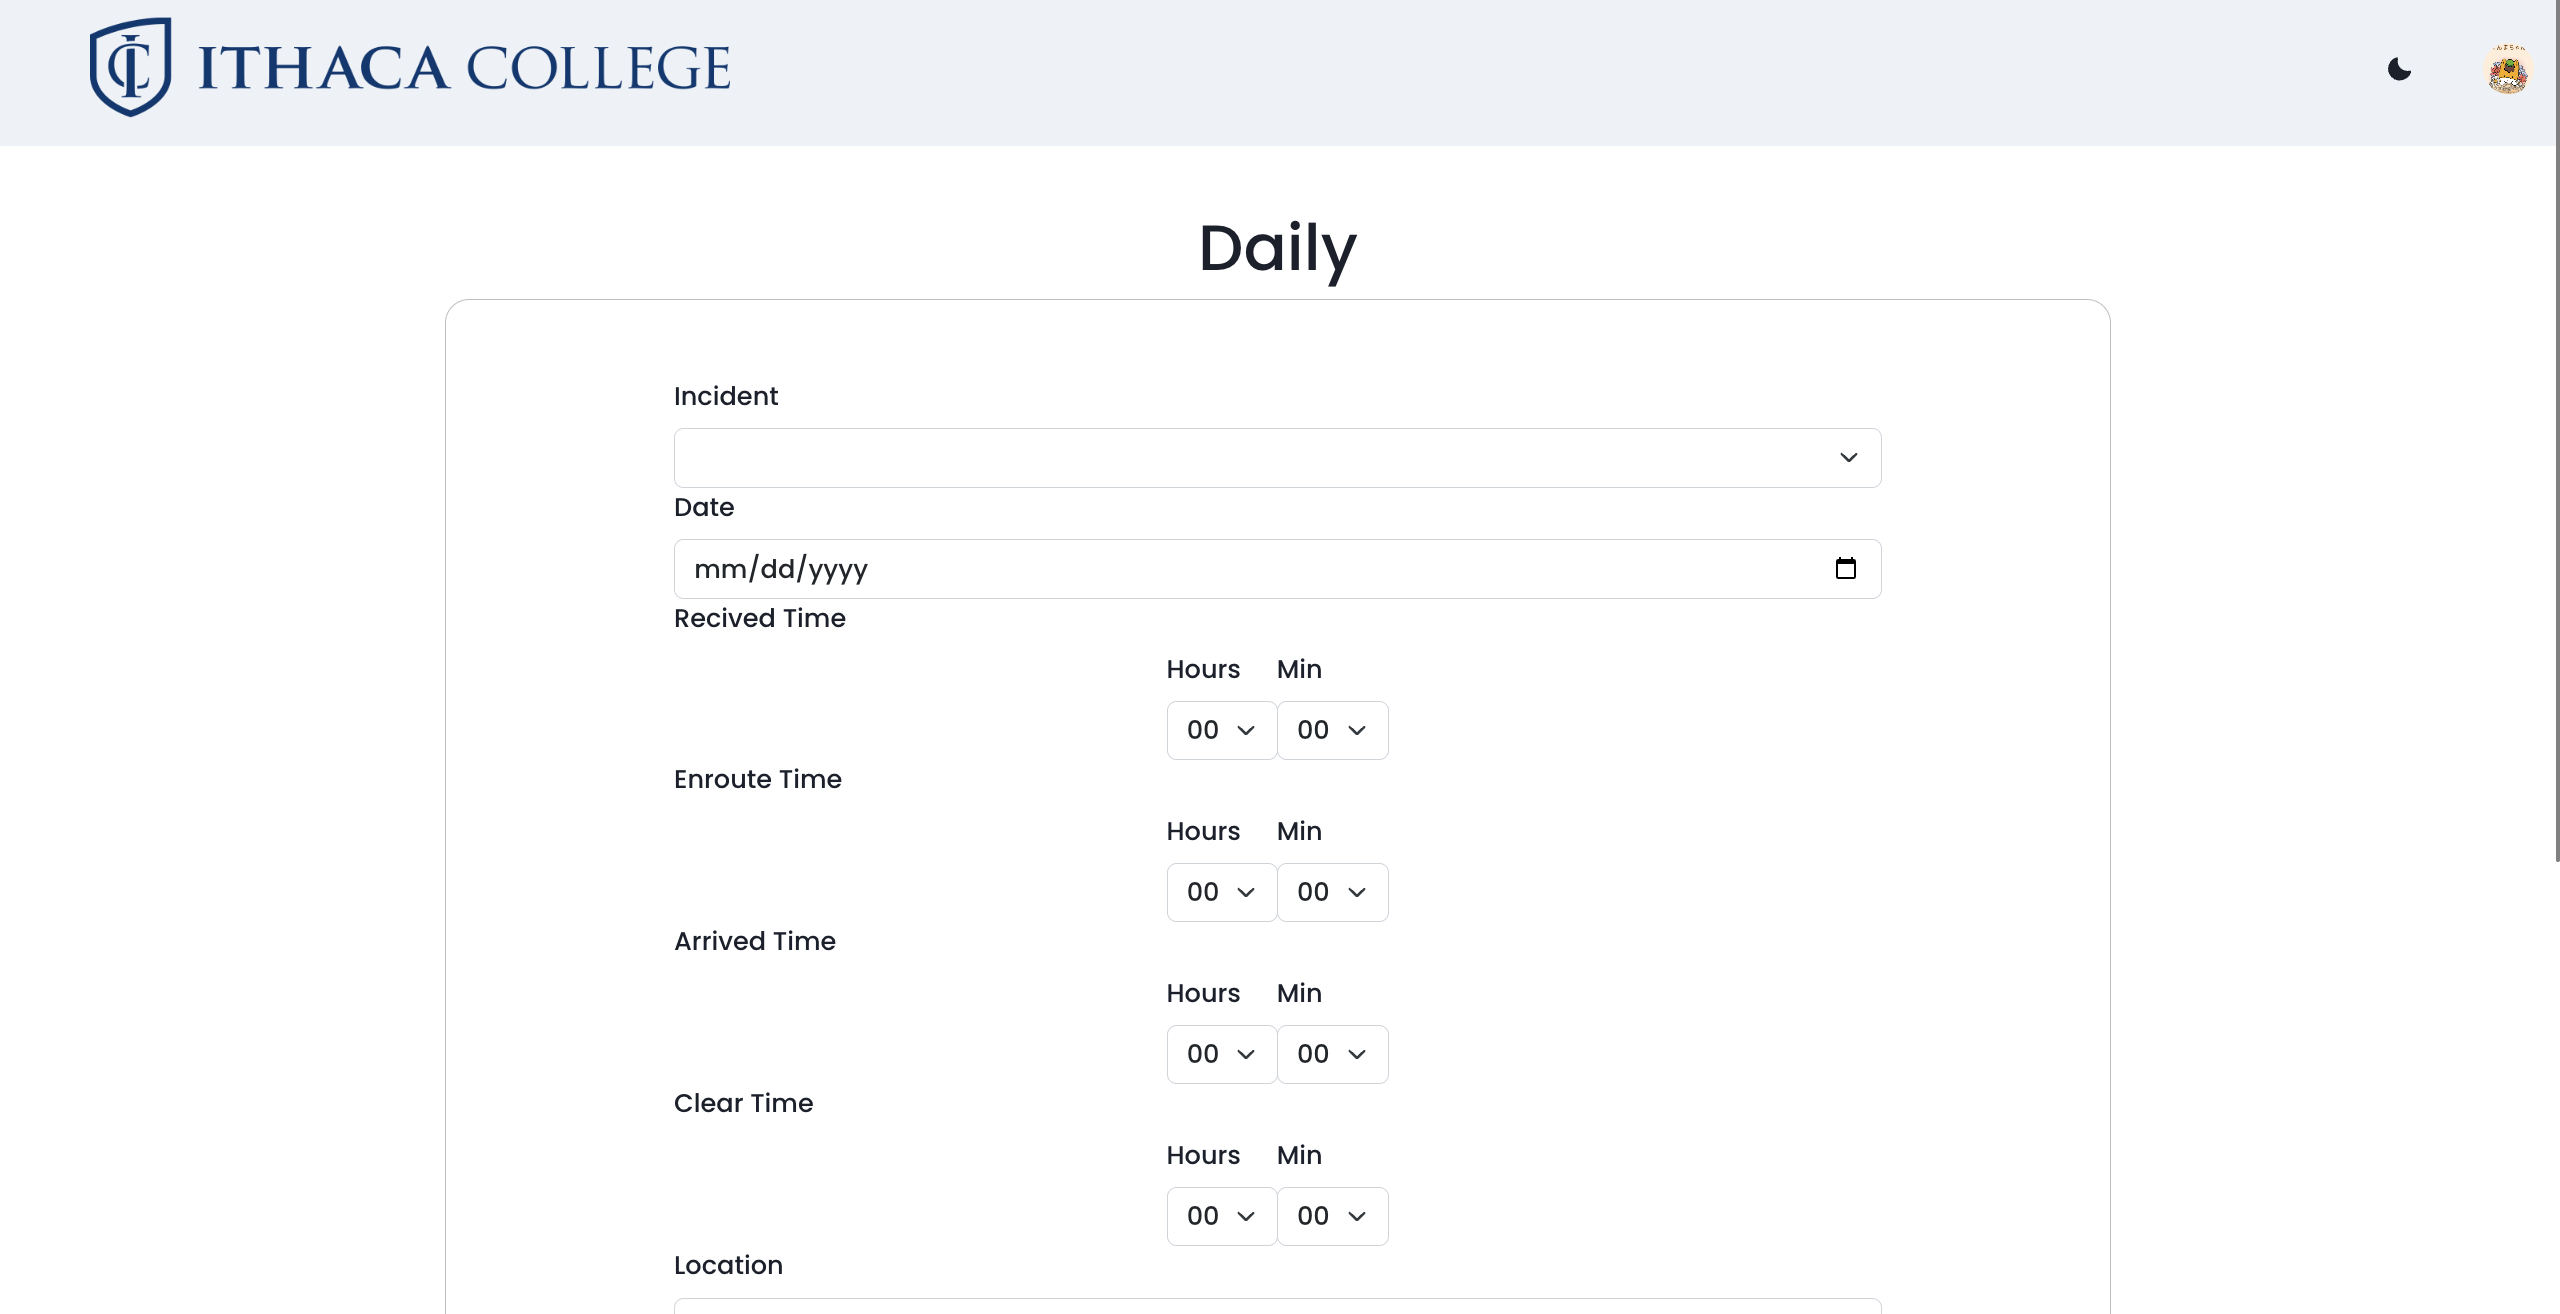 ITHACA COLLEGE
Daily
Incident
Date
mm/dd/yyyy
Recived Time
Hours Min
00 00
Enroute Time
Hours Min
00 00
Arrived Time
Hours Min
00 00
Clear Time
Hours Min
00 00
Location